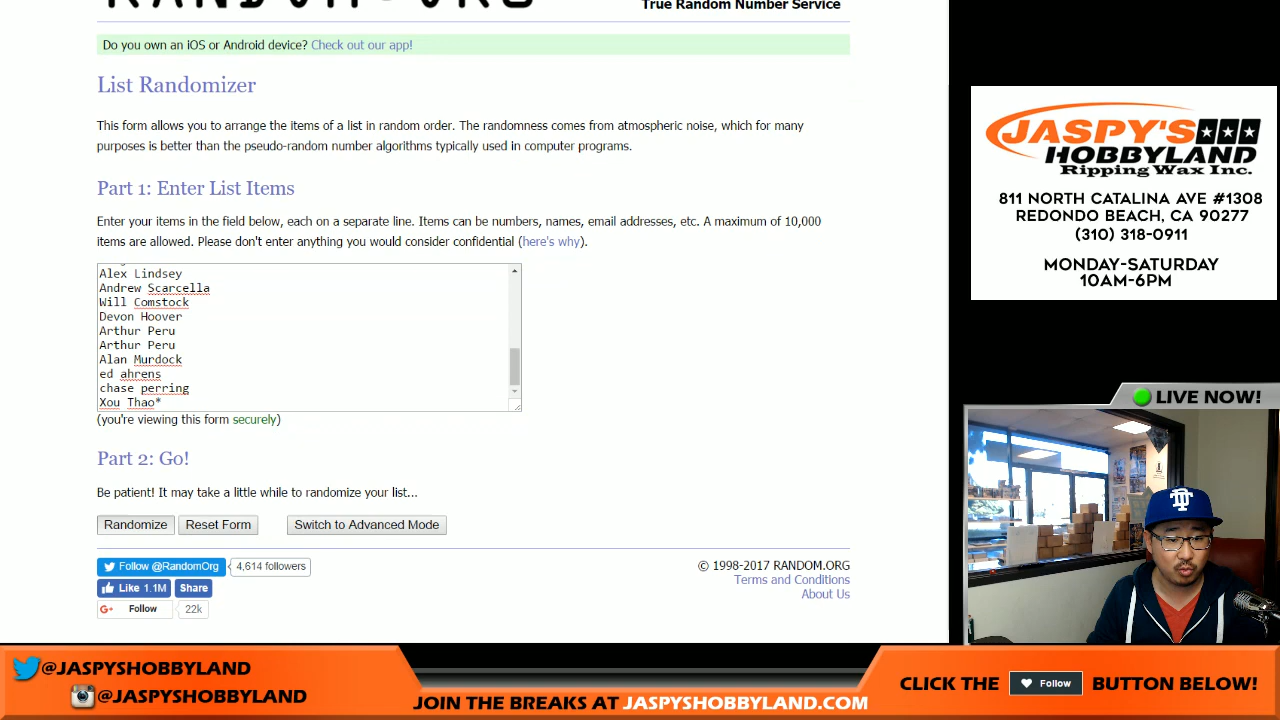 RANDOM.ORG
True Random Number Service
Do you own an iOS or Android device? Check out our app!
List Randomizer
This form allows you to arrange the items of a list in random order. The randomness comes from atmospheric noise, which for many
purposes is better than the pseudo-random number algorithms typically used in computer programs.
Part 1: Enter List Items
Enter your items in the field below, each on a separate line. Items can be numbers, names, email addresses, etc. A maximum of 10,000
items are allowed. Please don't enter anything you would consider confidential (here's why).
Alex Lindsey
Andrew Scarcella
Will Comstock
Devon Hoover
Arthur Peru
Arthur Peru
Alan Murdock
ed ahrens
chase perring
Xou Thao*
(you're viewing this form securely)
Part 2: Go!
Be patient! It may take a little while to randomize your list...
Randomize Reset Form Switch to Advanced Mode
Follow @RandomOrg 4,614 followers
Like 1.1M Share
G+ Follow 22k
© 1998-2017 RANDOM.ORG
Terms and Conditions
About Us
JASPY'S
HOBBYLAND
Ripping Wax Inc.
811 NORTH CATALINA AVE #1308
REDONDO BEACH, CA 90277
(310) 318-0911
MONDAY-SATURDAY
10AM-6PM
LIVE NOW!
@JASPYSHOBBYLAND
@JASPYSHOBBYLAND
JOIN THE BREAKS AT JASPYSHOBBYLAND.COM
CLICK THE Follow BUTTON BELOW!